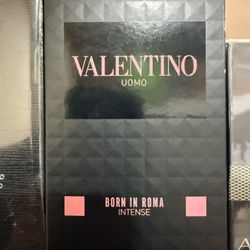 VALENTINO
UOMO
BORN IN ROMA
INTENSE